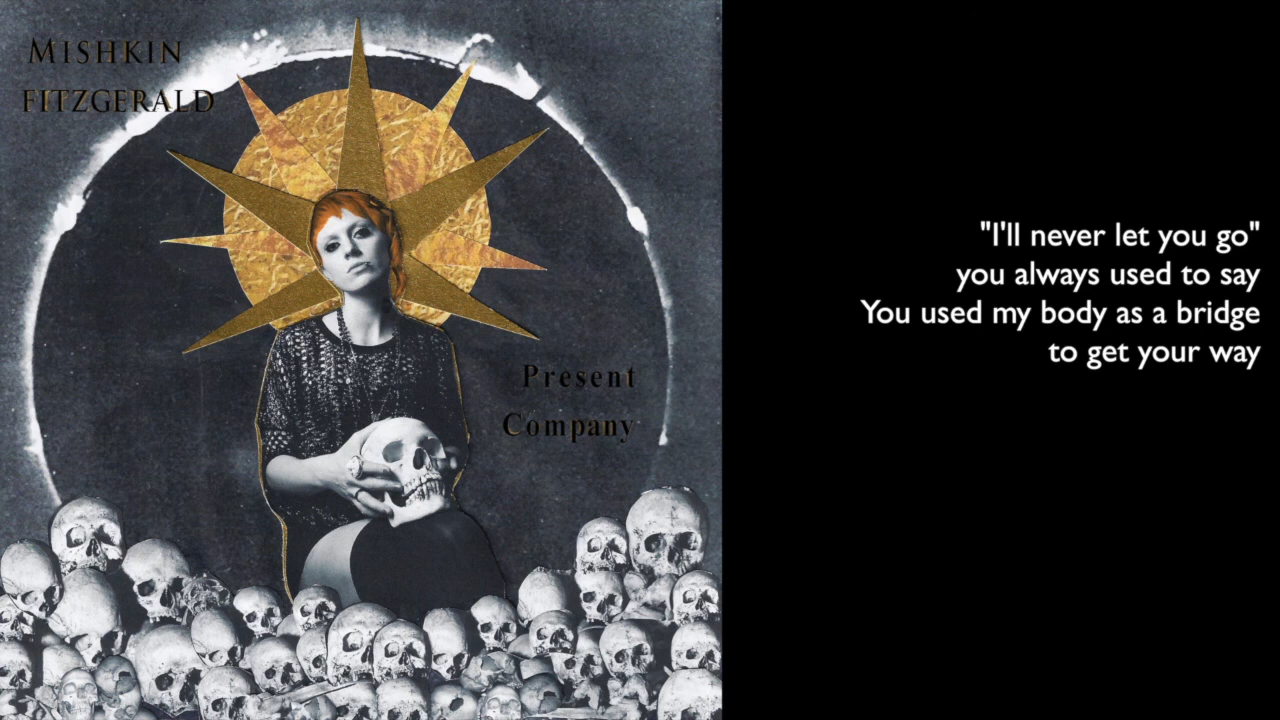 MISHKIN
FITZGERALD
Present
Company
"I'll never let you go"
you always used to say
You used my body as a bridge
to get your way